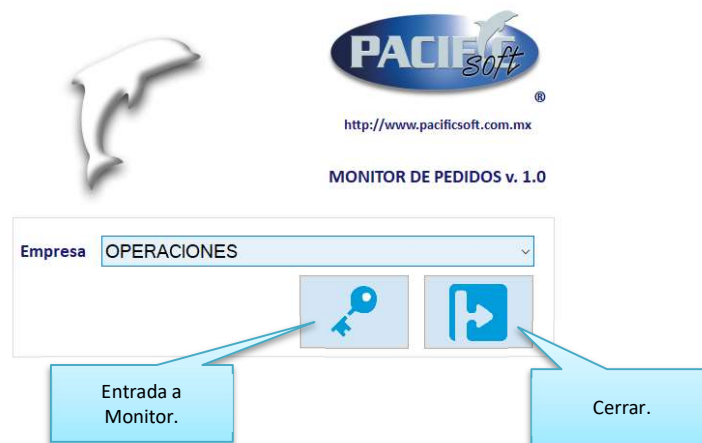 PACIFIC
soft
®
http://www.pacificsoft.com.mx
MONITOR DE PEDIDOS v. 1.0
Empresa OPERACIONES
Entrada a
Monitor.
Cerrar.